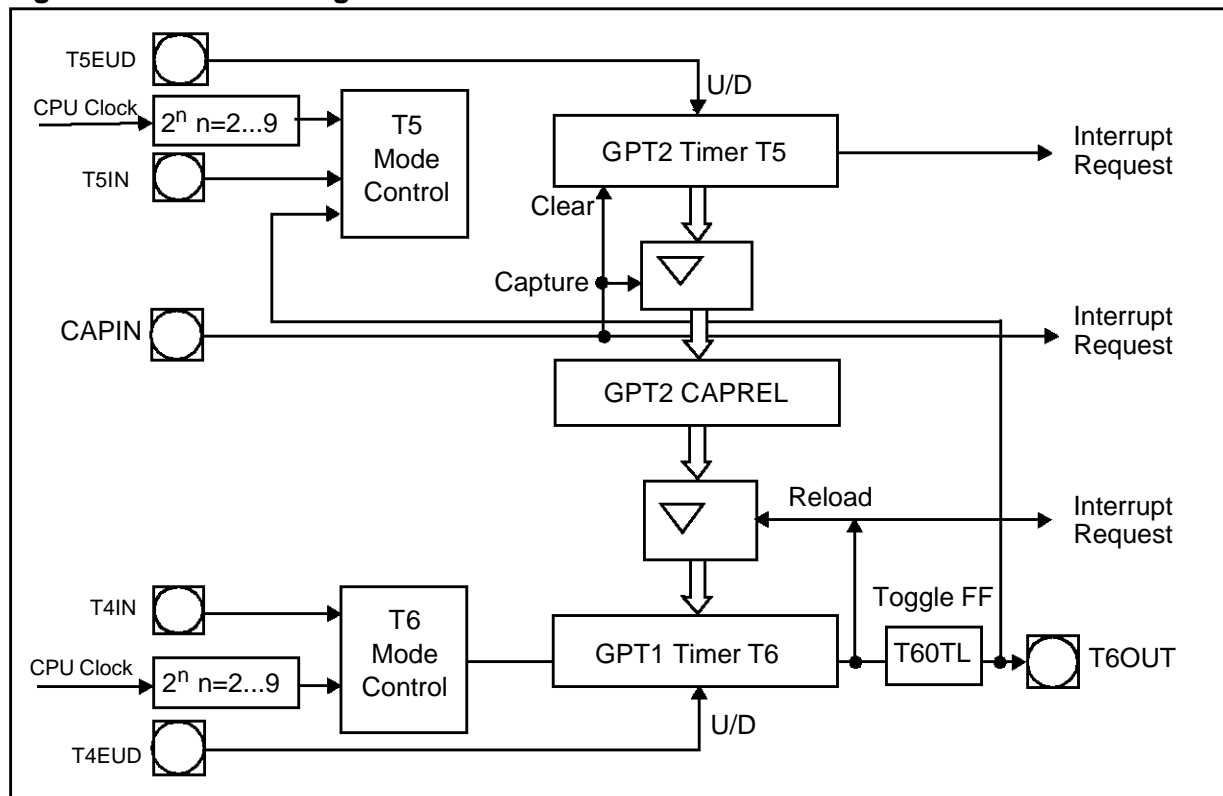 T5EUD
U/D
CPU Clock
2n n=2...9
T5
Mode
Control
GPT2 Timer T5
Interrupt
Request
T5IN
Clear
Capture
CAPIN
Interrupt
Request
GPT2 CAPREL
Reload
Interrupt
Request
T4IN
T6
Mode
Control
Toggle FF
GPT1 Timer T6
T60TL
T6OUT
CPU Clock
2n n=2...9
U/D
T4EUD